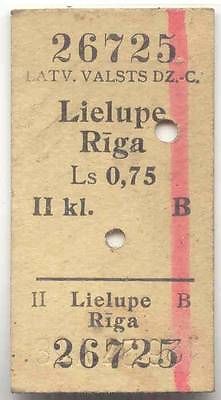 26725
LATV. VALSTS DZ.-C.
Lielupe
Rīga
Ls 0,75
II kl. B
II Lielupe B
Rīga
26725